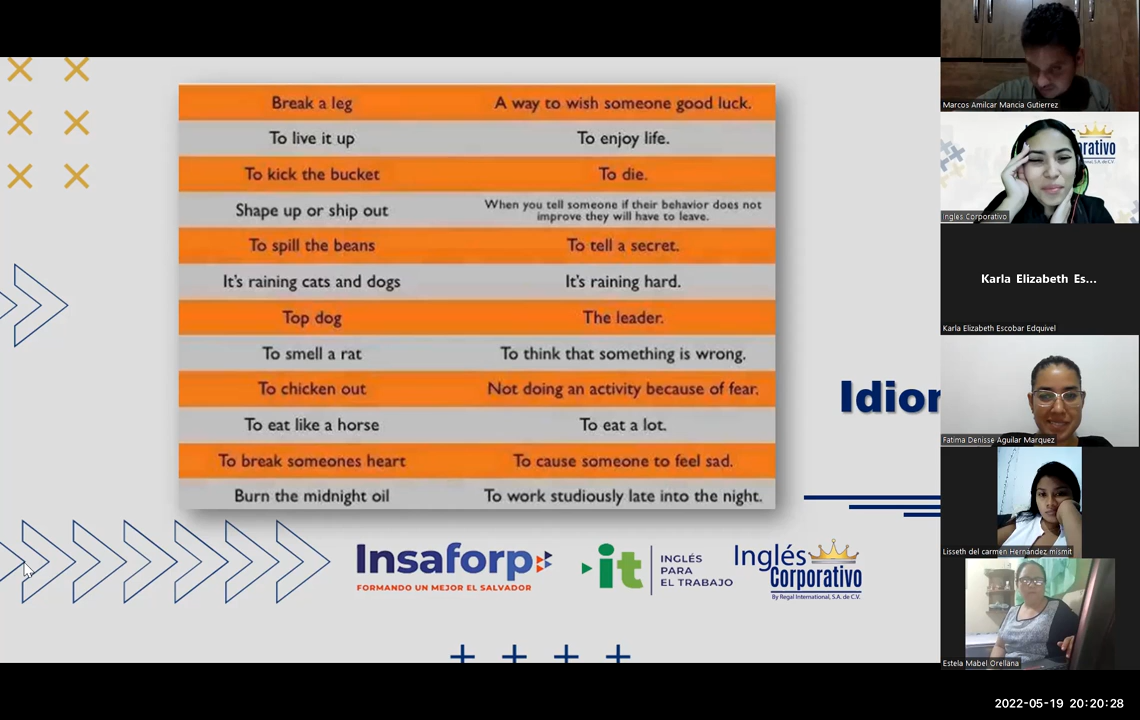 Break a leg A way to wish someone good luck.
To live it up To enjoy life.
To kick the bucket To die.
Shape up or ship out When you tell someone if their behavior does not
improve they will have to leave.
To spill the beans To tell a secret.
It's raining cats and dogs It's raining hard.
Top dog The leader.
To smell a rat To think that something is wrong.
To chicken out Not doing an activity because of fear.
To eat like a horse To eat a lot.
To break someones heart To cause someone to feel sad.
Burn the midnight oil To work studiously late into the night.
Idiom
Insaforp
FORMANDO UN MEJOR EL SALVADOR
it
INGLÉS
PARA
EL TRABAJO
Inglés
Corporativo
By Regal International, S.A. de C.V.
Marcos Amilcar Mancia Gutierrez
rativo
Ingles Corporativo
Karla Elizabeth Es...
Karla Elizabeth Escobar Edquivel
Fatima Denisse Aguilar Marquez
Lisseth del carmen Hernandez mismit
Estela Mabel Orellana
2022-05-19 20:20:28